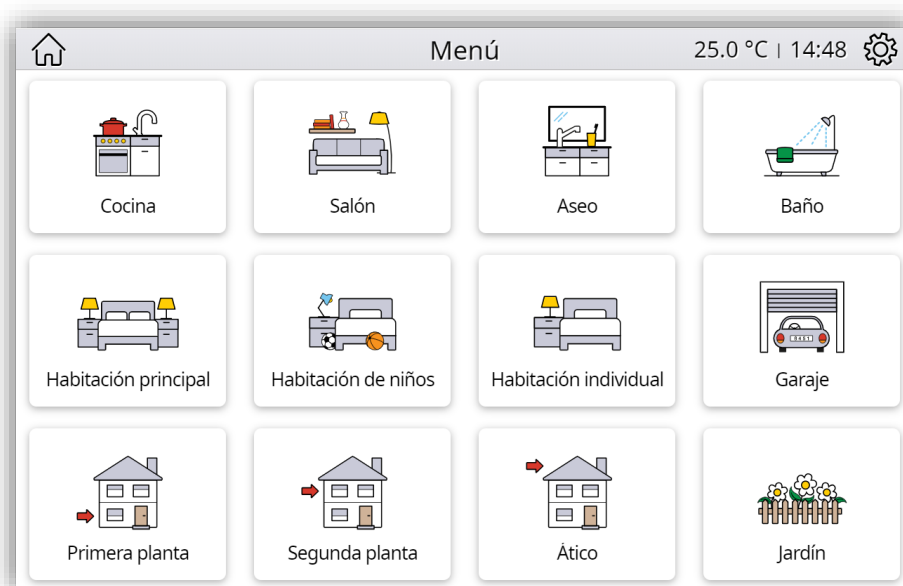 Menú
25.0 °C | 14:48
Cocina
Salón
Aseo
Baño
Habitación principal
Habitación de niños
Habitación individual
Garaje
Primera planta
Segunda planta
Ático
Jardín